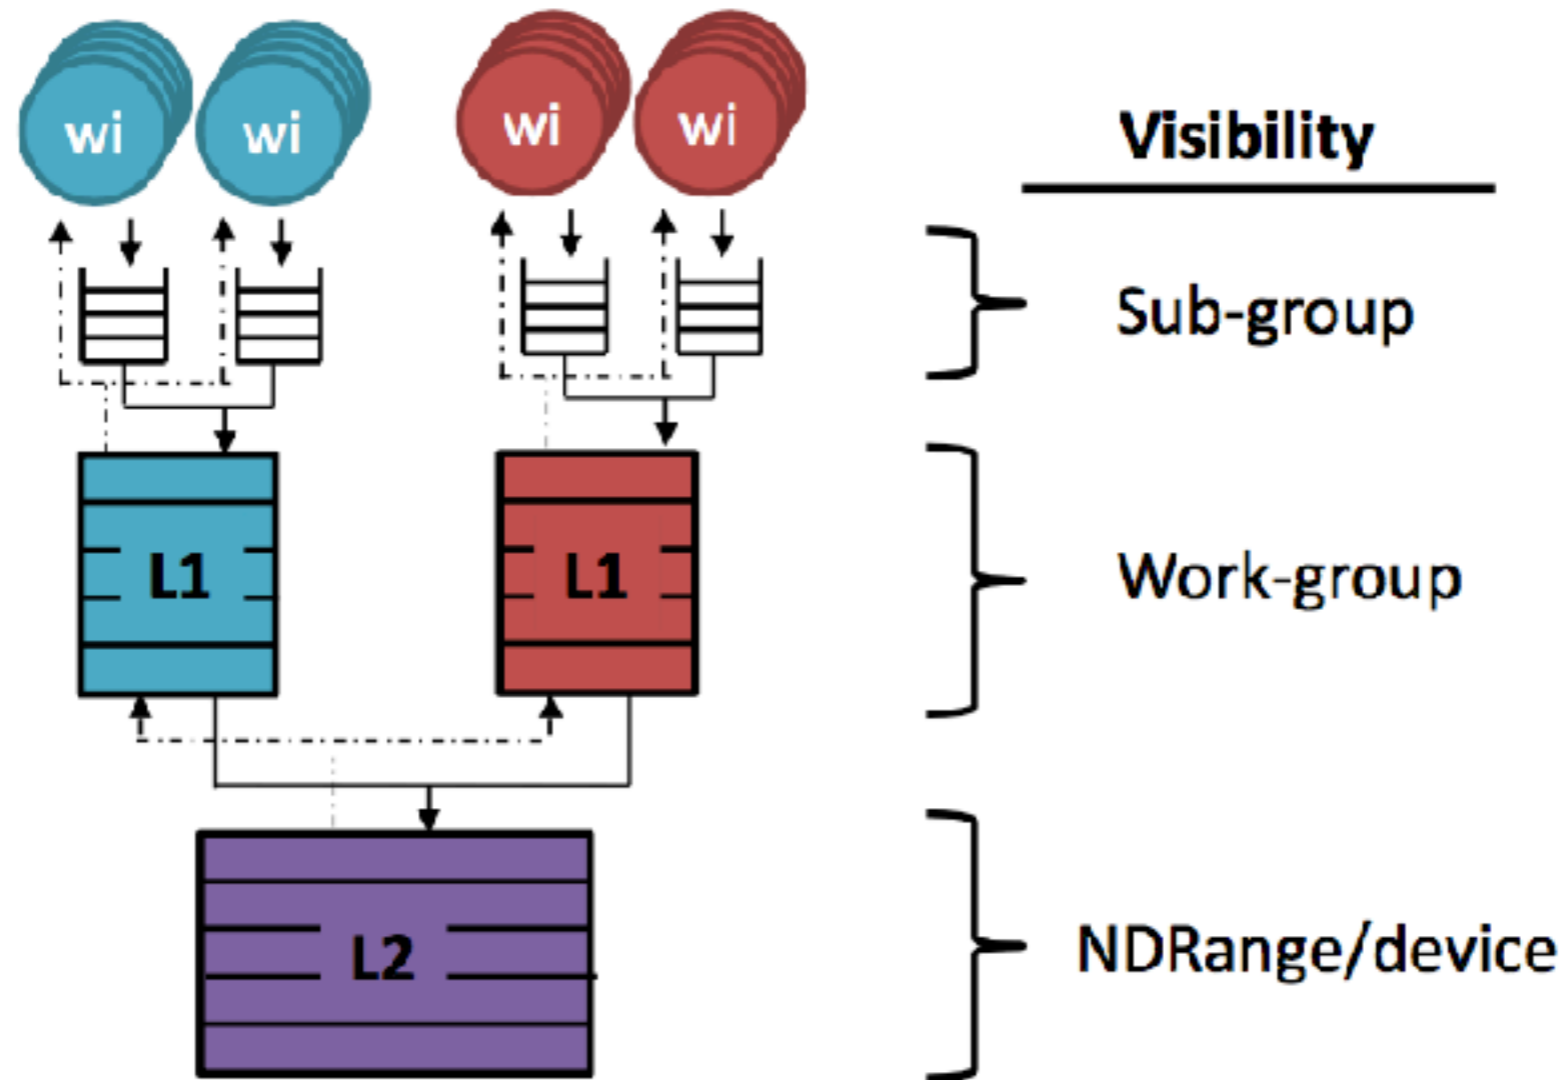 wi wi wi wi
Visibility
Sub-group
L1 L1
Work-group
L2
NDRange/device